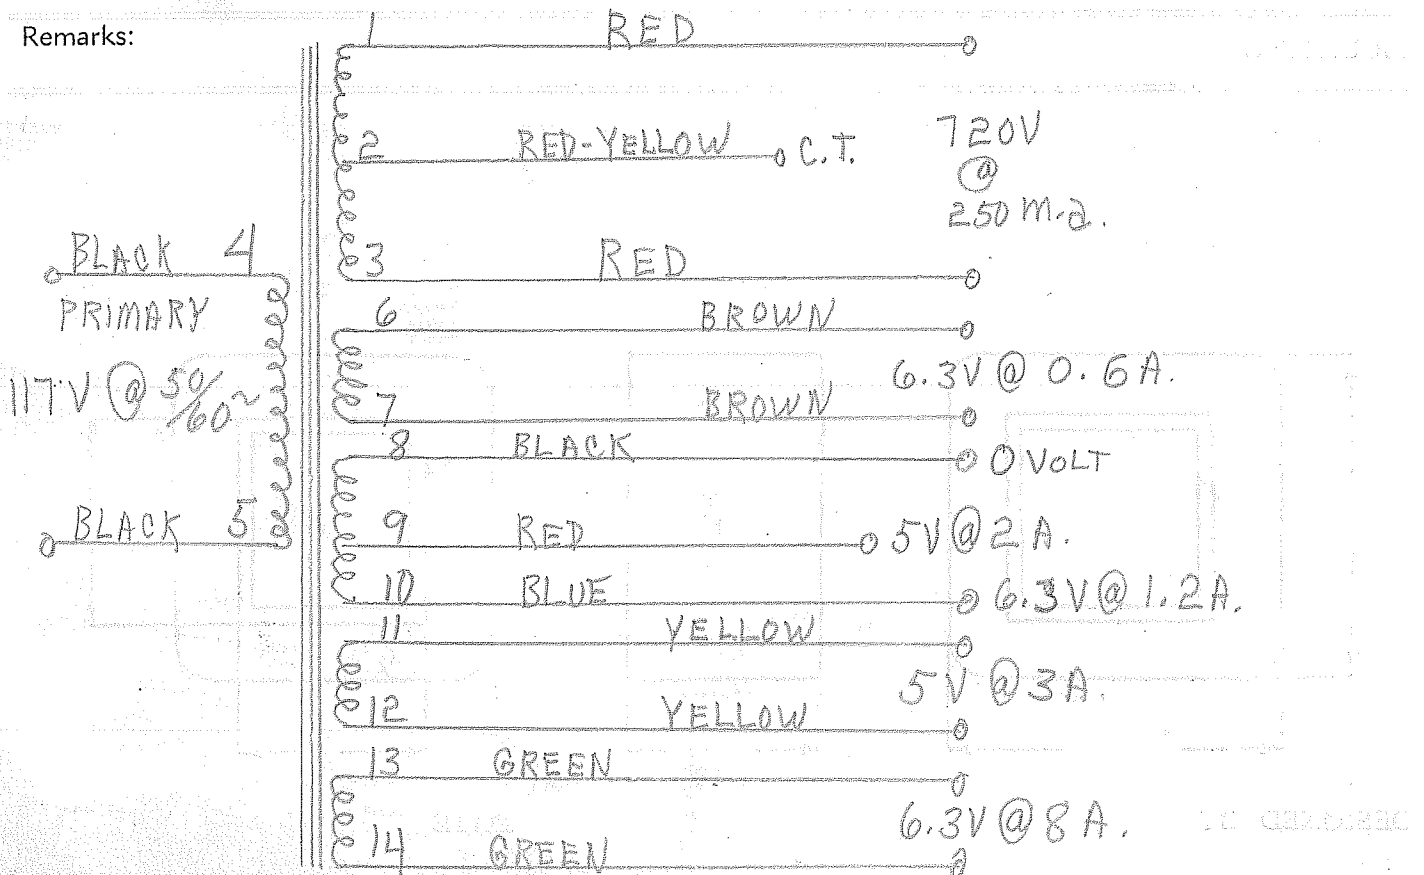 Remarks:
1 RED
2 RED-YELLOW C.T.
720V
@
250 m.a.
3 RED
BLACK 4
PRIMARY
117V @ 50/60~
BLACK 5
6 BROWN
6.3V @ 0.6A.
7 BROWN
8 BLACK 0 VOLT
9 RED 5V @ 2 A.
10 BLUE 6.3V @ 1.2A.
11 YELLOW
5V @ 3A.
12 YELLOW
13 GREEN
6.3V @ 8A.
14 GREEN